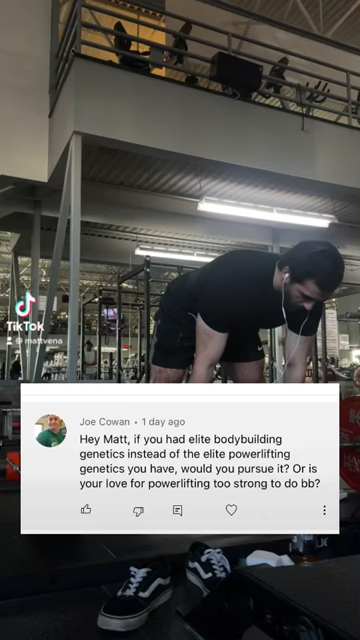 TikTok
@mattvena
Joe Cowan • 1 day ago
Hey Matt, if you had elite bodybuilding
genetics instead of the elite powerlifting
genetics you have, would you pursue it? Or is
your love for powerlifting too strong to do bb?